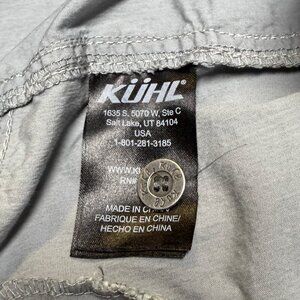 KÜHL
1635 S. 5070 W, Ste C
Salt Lake, UT 84104
USA
1-801-281-3185
RN#
MADE IN
FABRIQUE EN CHINE/
HECHO EN CHINA